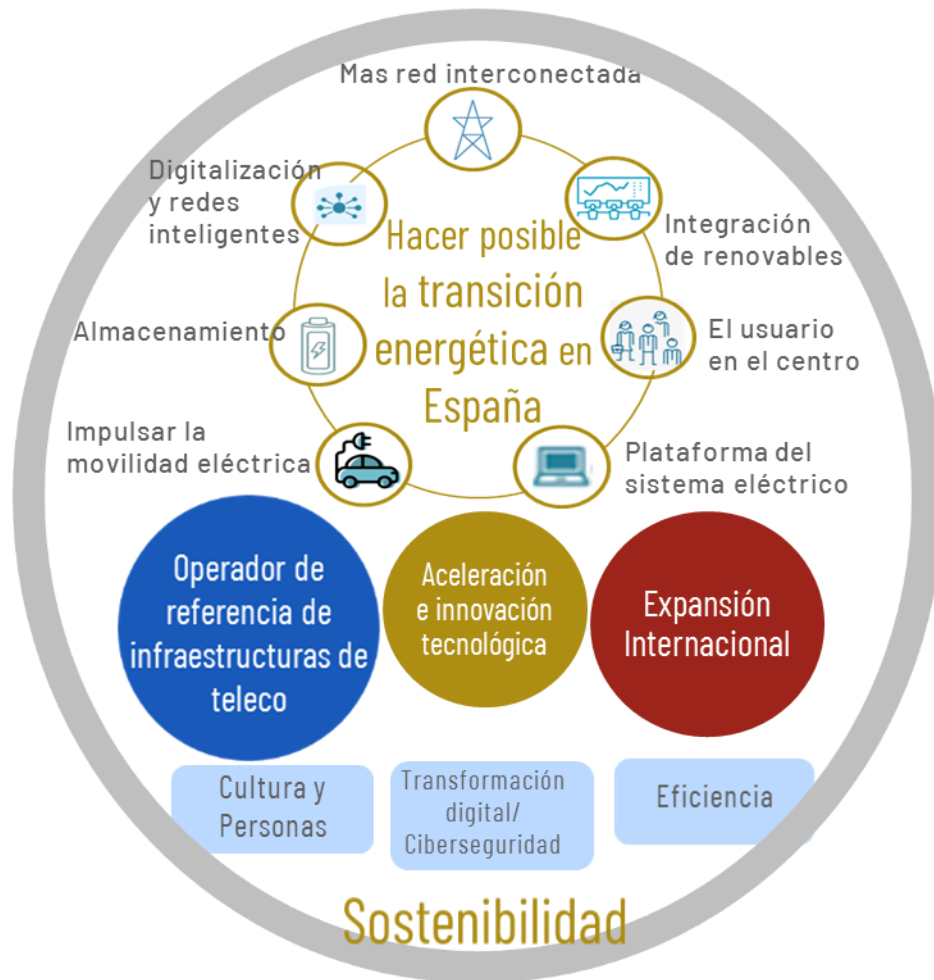 Mas red interconectada
Digitalización
y redes
inteligentes
Integración
de renovables
Hacer posible
la transición
energética en
España
Almacenamiento
El usuario
en el centro
Impulsar la
movilidad eléctrica
Plataforma del
sistema eléctrico
Operador de
referencia de
infraestructuras de
teleco
Aceleración
e innovación
tecnológica
Expansión
Internacional
Cultura y
Personas
Transformación
digital/
Ciberseguridad
Eficiencia
Sostenibilidad